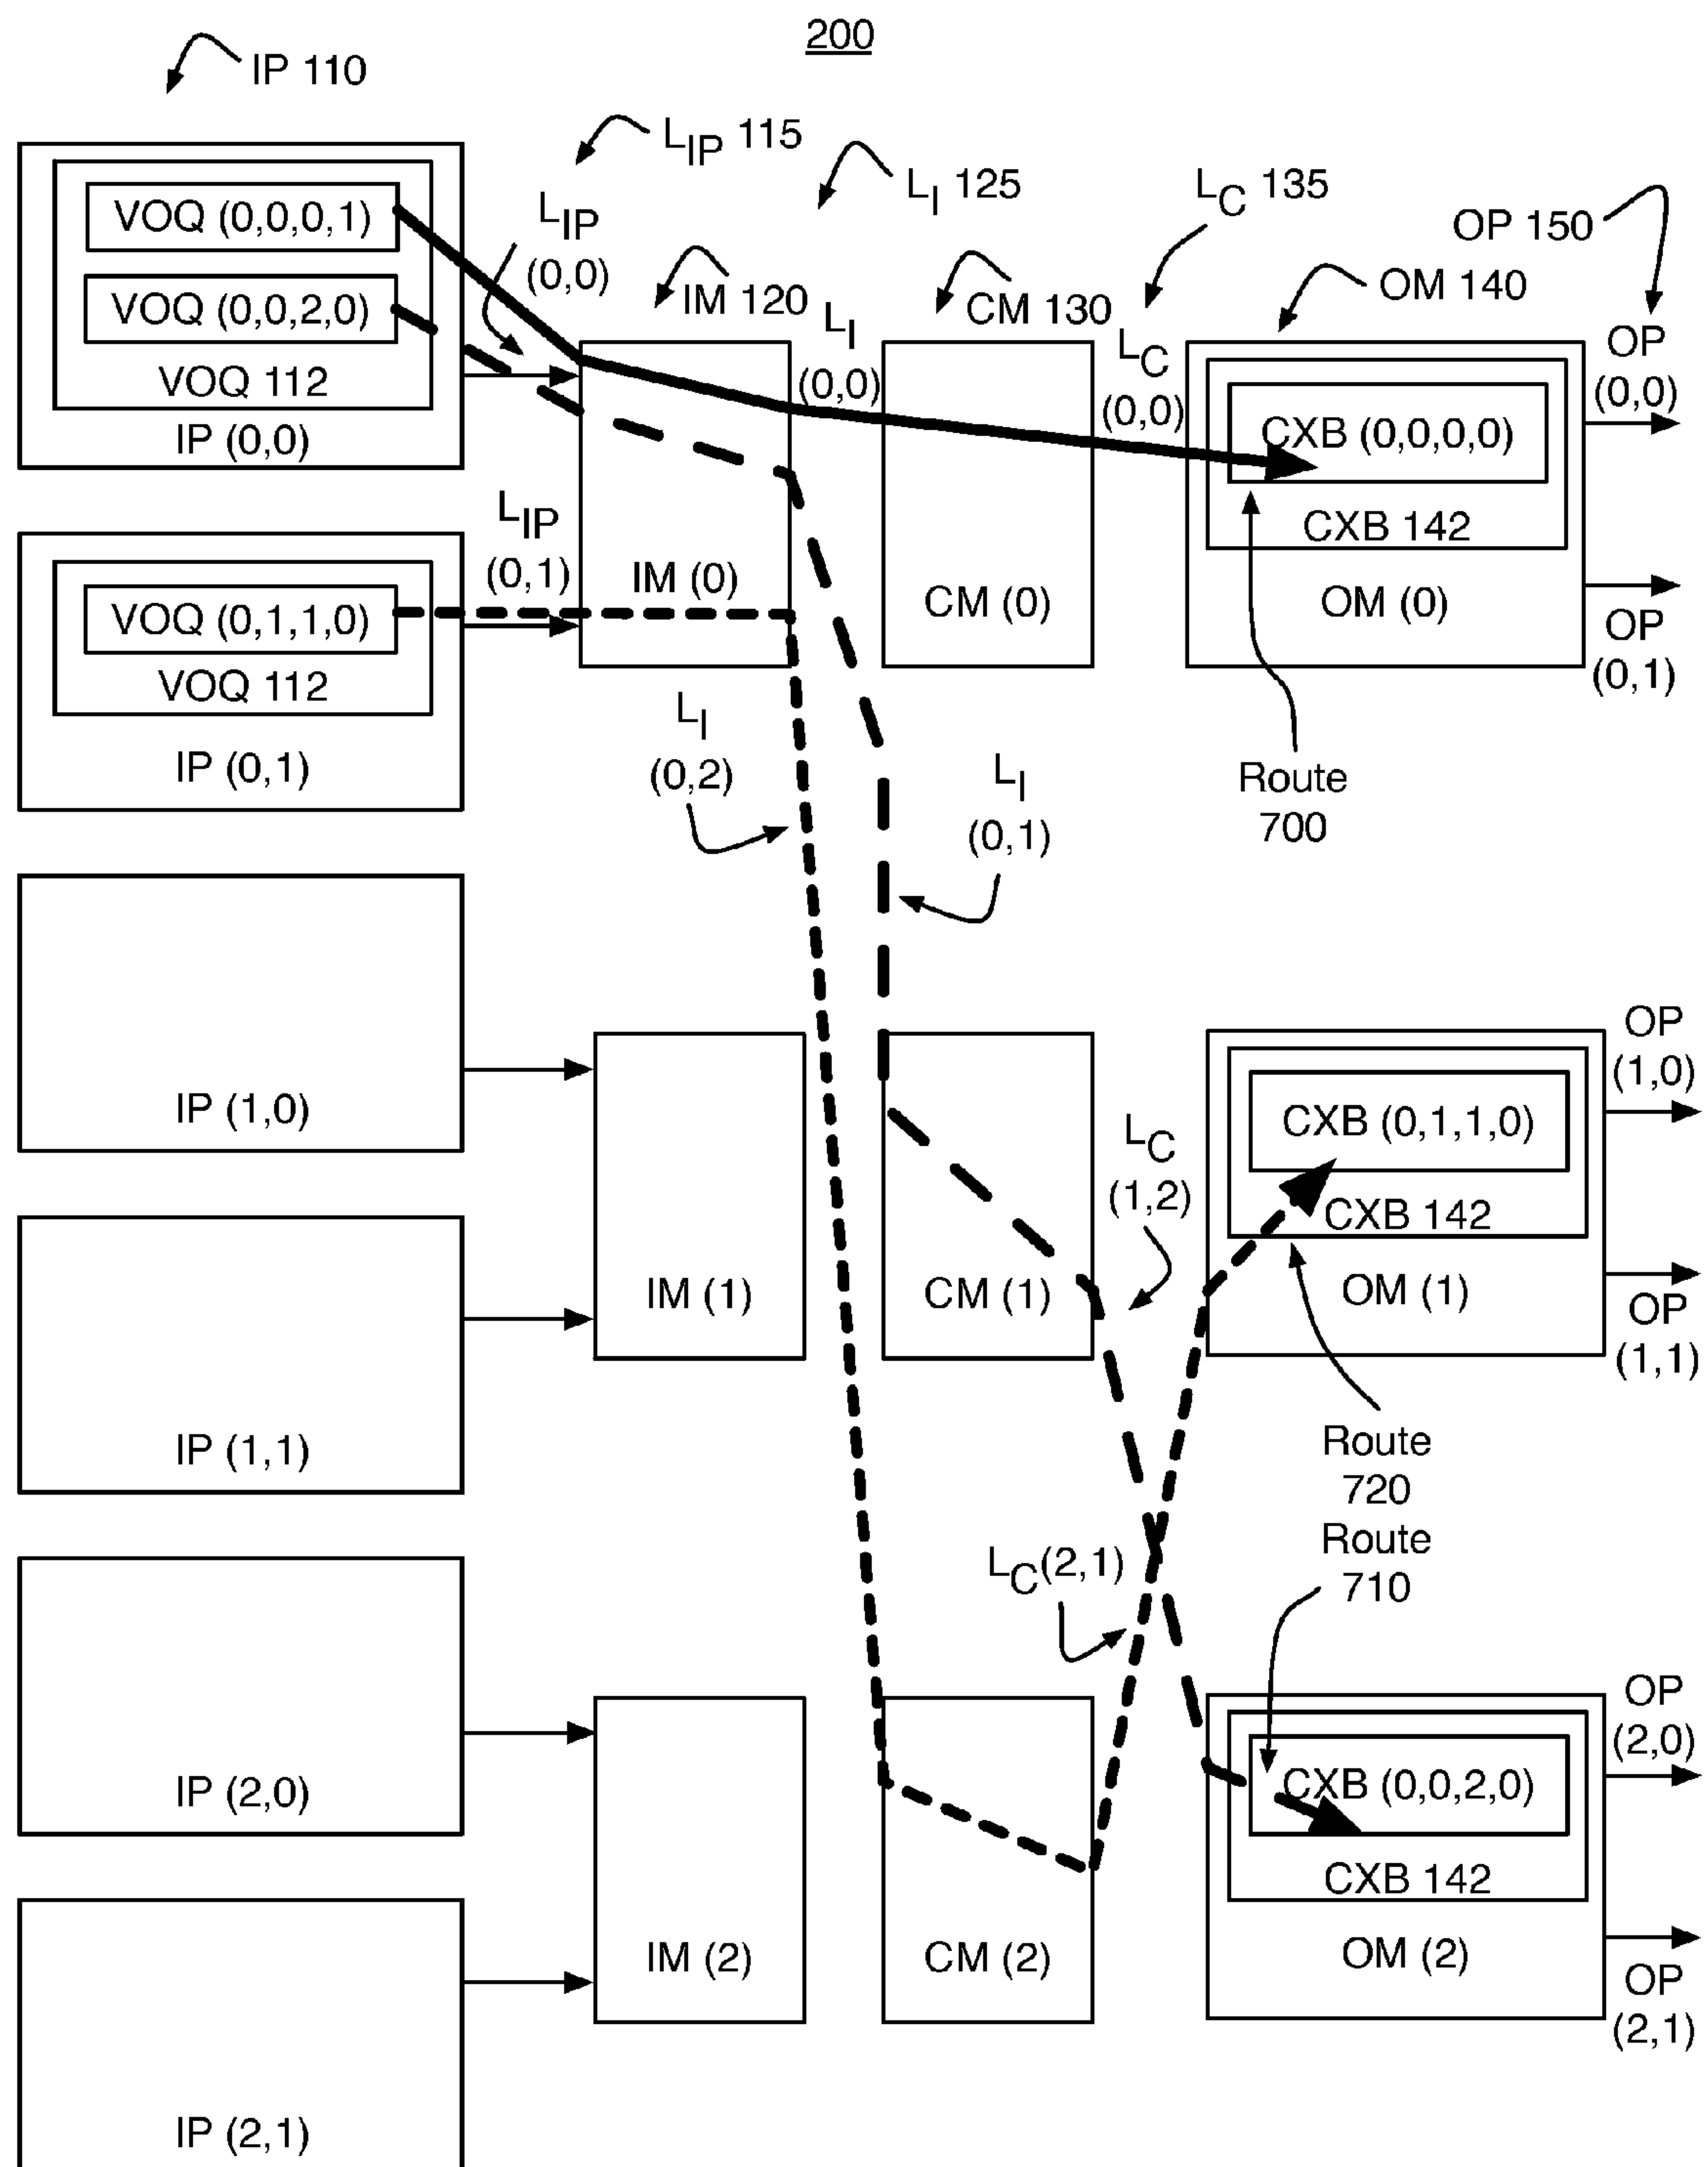 200
IP 110
L_IP 115
L_I 125
L_C 135
OP 150
OM 140
IM 120
CM 130
VOQ (0,0,0,1)
VOQ (0,0,2,0)
VOQ 112
IP (0,0)
L_IP
(0,0)
L_I
(0,0)
L_C
(0,0)
CXB (0,0,0,0)
CXB 142
OM (0)
OP
(0,0)
OP
(0,1)
L_IP
(0,1)
IM (0)
CM (0)
VOQ (0,1,1,0)
VOQ 112
IP (0,1)
L_I
(0,2)
L_I
(0,1)
Route
700
IP (1,0)
IP (1,1)
IM (1)
CM (1)
L_C
(1,2)
CXB (0,1,1,0)
CXB 142
OM (1)
OP
(1,0)
OP
(1,1)
Route
720
Route
710
L_C(2,1)
IP (2,0)
IP (2,1)
IM (2)
CM (2)
CXB (0,0,2,0)
CXB 142
OM (2)
OP
(2,0)
OP
(2,1)